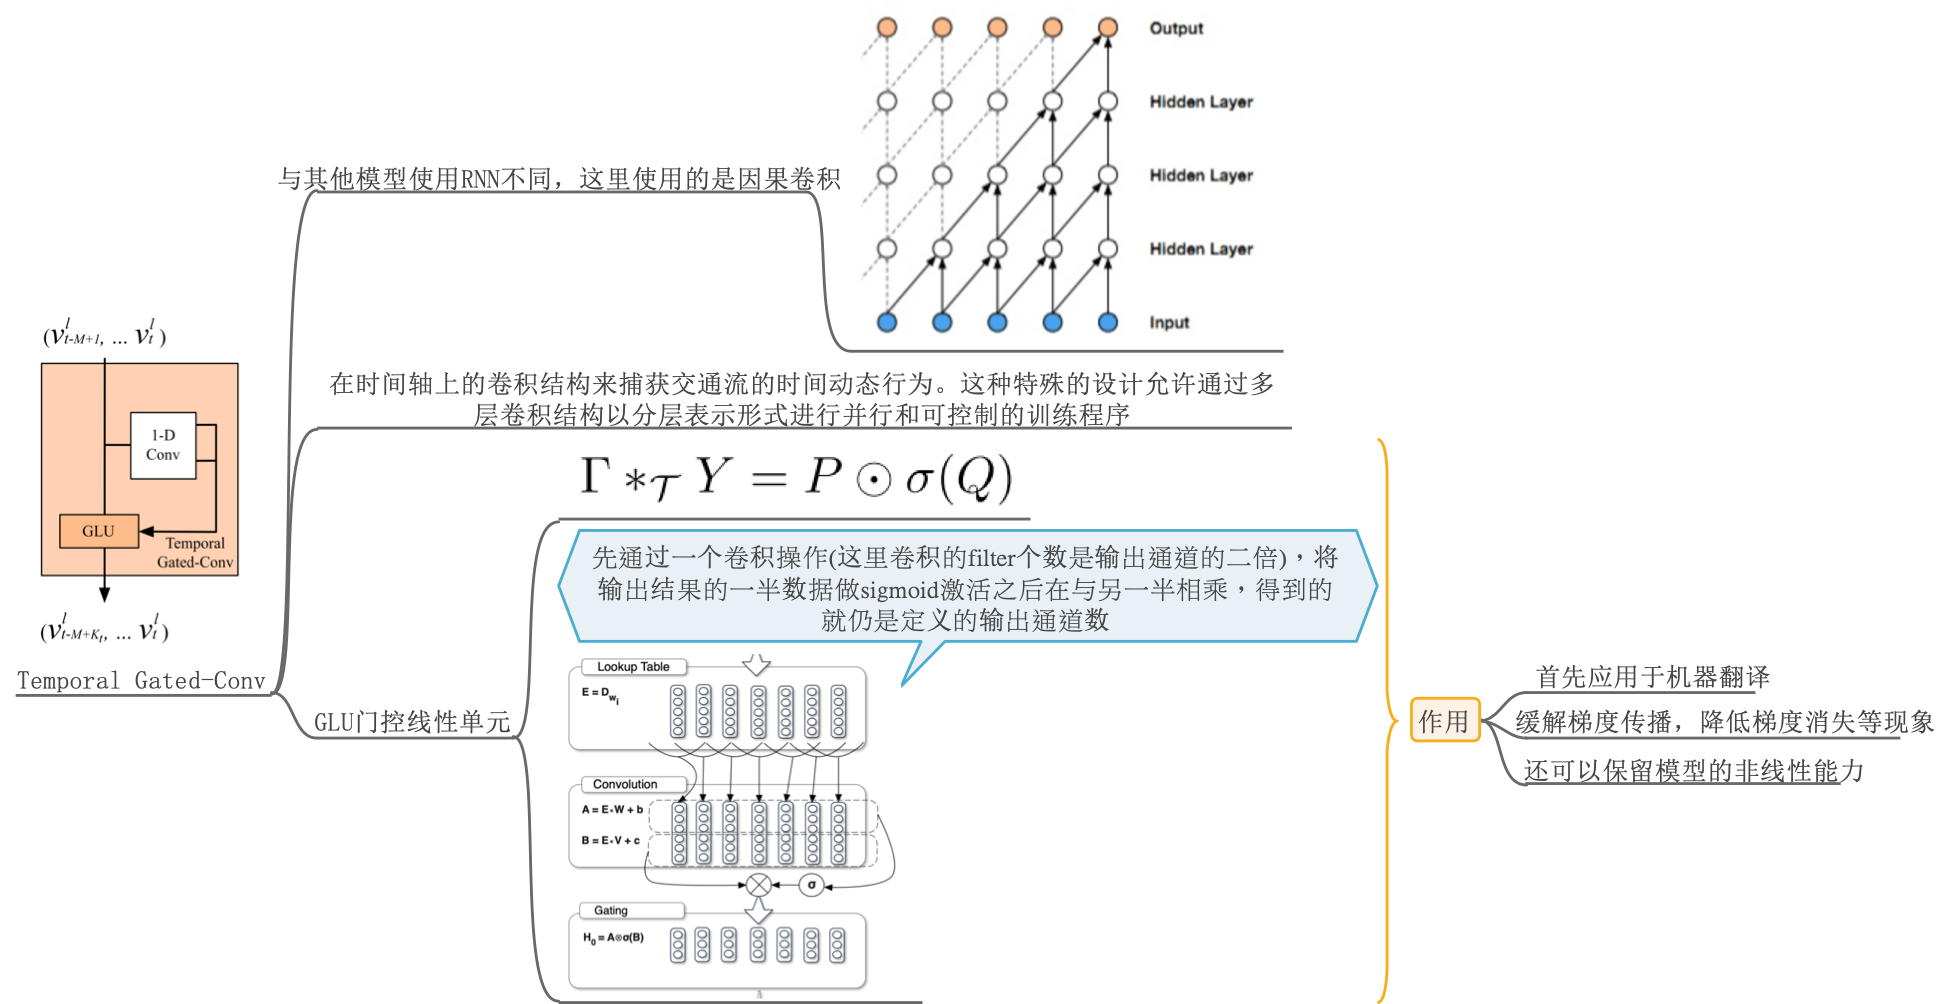 Output
Hidden Layer
Hidden Layer
Hidden Layer
Input
与其他模型使用RNN不同，这里使用的是因果卷积
(v^l_{t-M+1}, ... v^l_t)
1-D
Conv
GLU
Temporal
Gated-Conv
(v^l_{t-M+K_t}, ... v^l_t)
Temporal Gated-Conv
在时间轴上的卷积结构来捕获交通流的时间动态行为。这种特殊的设计允许通过多
层卷积结构以分层表示形式进行并行和可控制的训练程序
GLU门控线性单元
Γ *_𝒯 Y = P ⊙ σ(Q)
先通过一个卷积操作(这里卷积的filter个数是输出通道的二倍)，将
输出结果的一半数据做sigmoid激活之后在与另一半相乘，得到的
就仍是定义的输出通道数
Lookup Table
E = D_{w_i}
Convolution
A = E*W + b
B = E*V + c
σ
Gating
H_0 = A⊗σ(B)
作用
首先应用于机器翻译
缓解梯度传播，降低梯度消失等现象
还可以保留模型的非线性能力